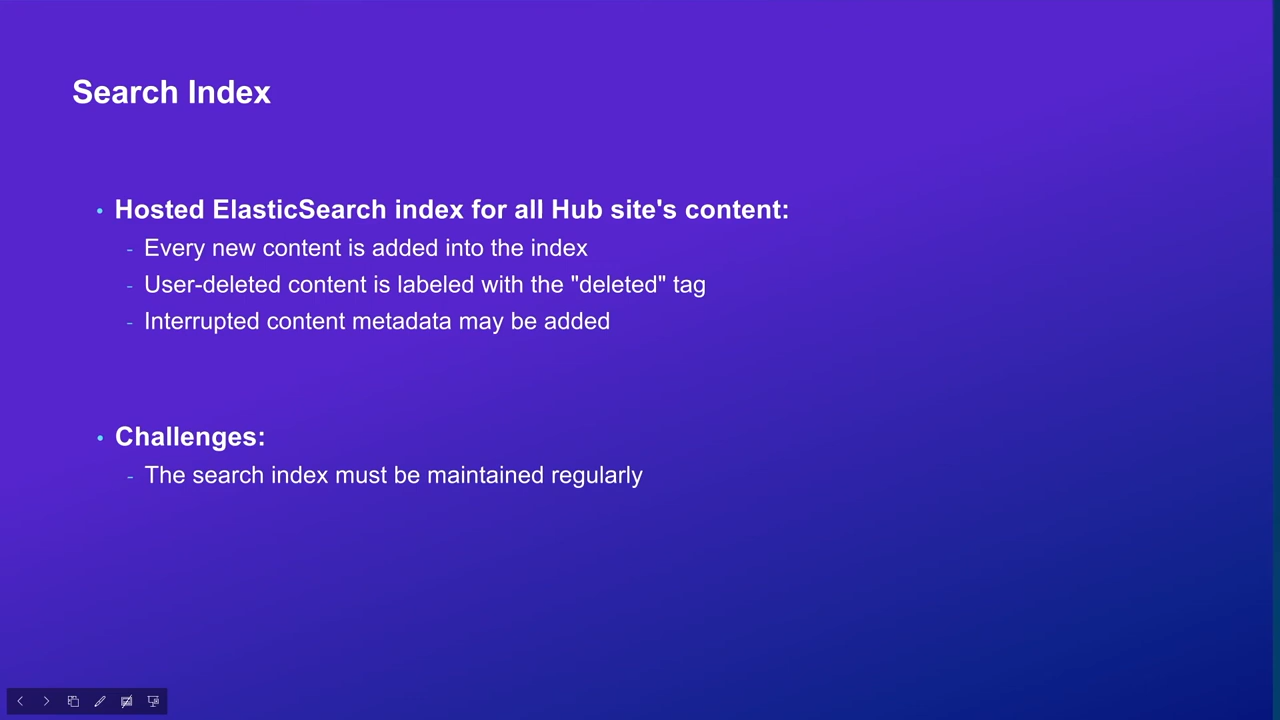 Search Index
• Hosted ElasticSearch index for all Hub site's content:
- Every new content is added into the index
- User-deleted content is labeled with the "deleted" tag
- Interrupted content metadata may be added
• Challenges:
- The search index must be maintained regularly